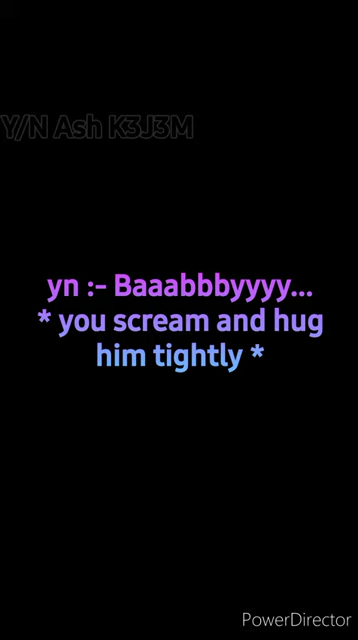 Y/N Ash K3J3M
yn :- Baaabbbyyyy...
* you scream and hug
him tightly *
PowerDirector